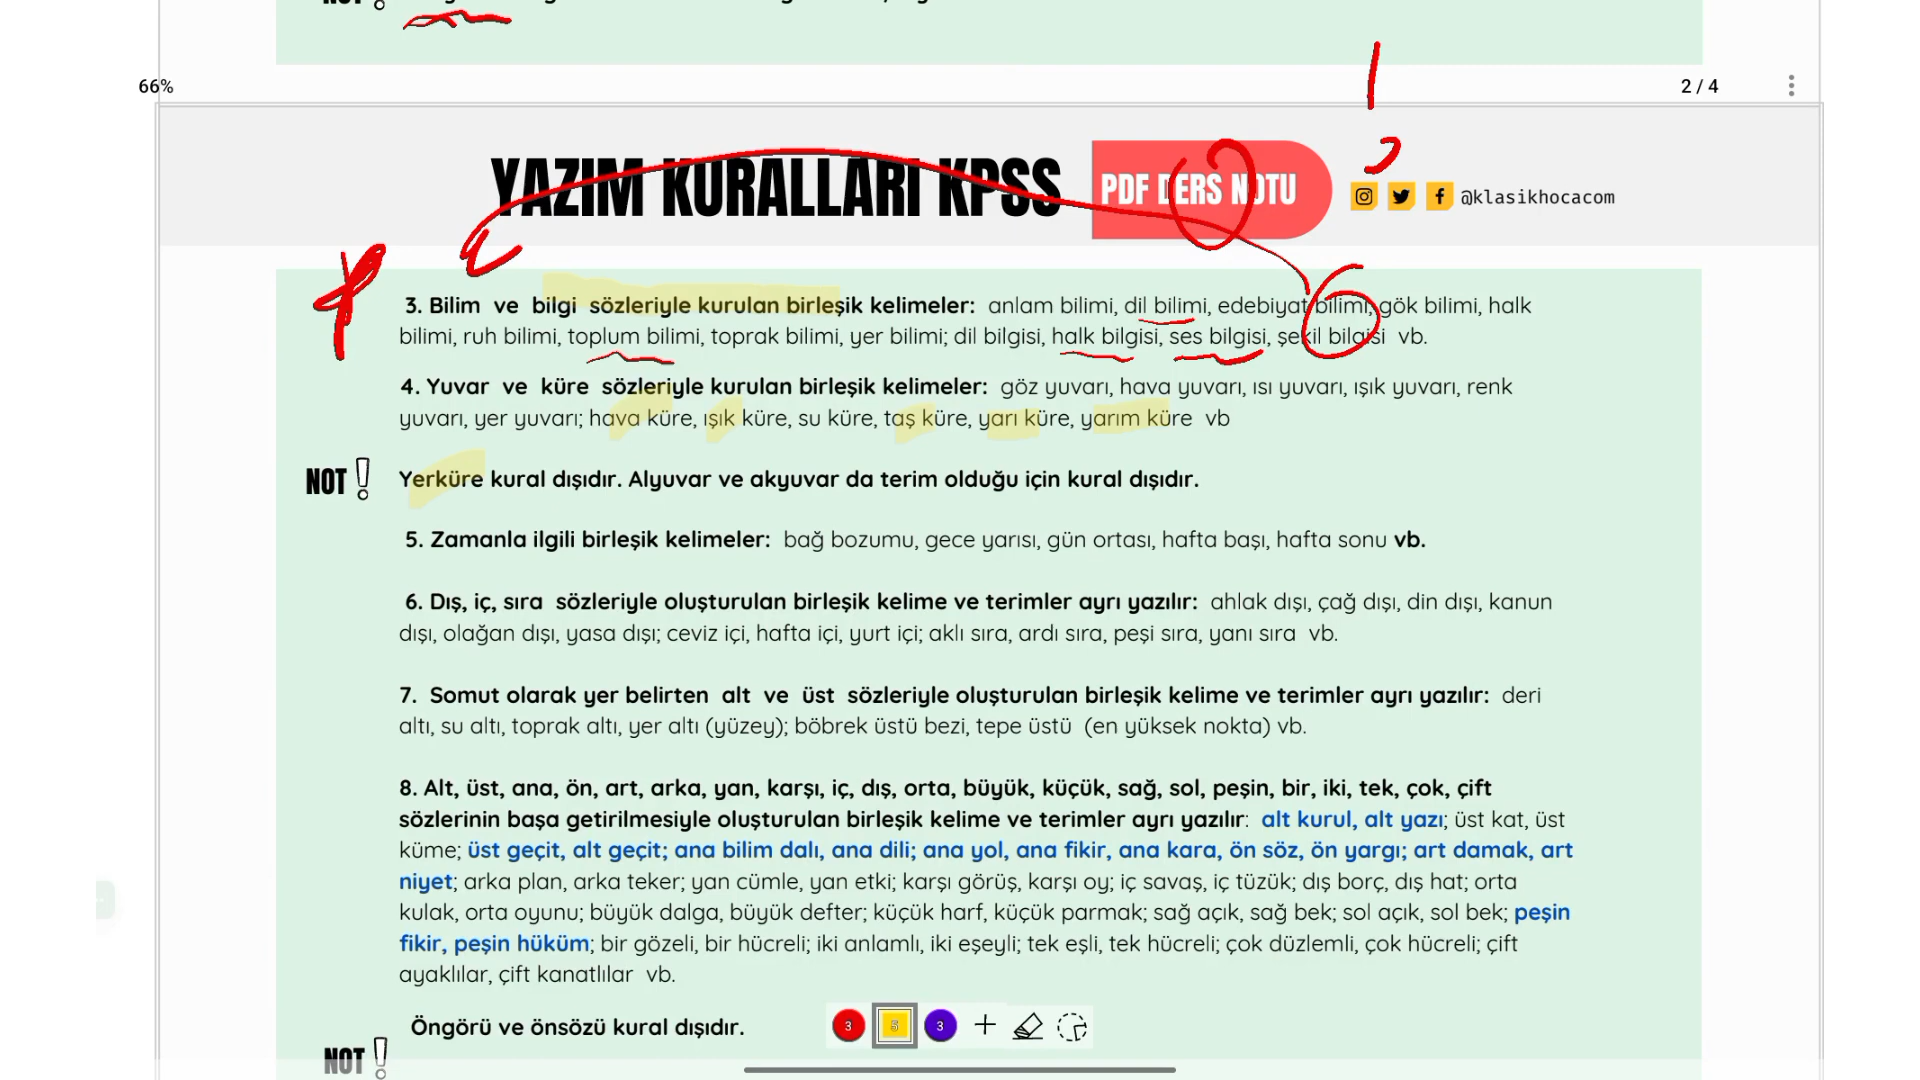 NOT !
66%
2 / 4
YAZIM KURALLARI KPSS
PDF DERS NOTU
@klasikhocacom
3. Bilim ve bilgi sözleriyle kurulan birleşik kelimeler: anlam bilimi, dil bilimi, edebiyat bilimi, gök bilimi, halk
bilimi, ruh bilimi, toplum bilimi, toprak bilimi, yer bilimi; dil bilgisi, halk bilgisi, ses bilgisi, şekil bilgisi vb.
4. Yuvar ve küre sözleriyle kurulan birleşik kelimeler: göz yuvarı, hava yuvarı, ısı yuvarı, ışık yuvarı, renk
yuvarı, yer yuvarı; hava küre, ışık küre, su küre, taş küre, yarı küre, yarım küre vb
NOT !
Yerküre kural dışıdır. Alyuvar ve akyuvar da terim olduğu için kural dışıdır.
5. Zamanla ilgili birleşik kelimeler: bağ bozumu, gece yarısı, gün ortası, hafta başı, hafta sonu vb.
6. Dış, iç, sıra sözleriyle oluşturulan birleşik kelime ve terimler ayrı yazılır: ahlak dışı, çağ dışı, din dışı, kanun
dışı, olağan dışı, yasa dışı; ceviz içi, hafta içi, yurt içi; aklı sıra, ardı sıra, peşi sıra, yanı sıra vb.
7. Somut olarak yer belirten alt ve üst sözleriyle oluşturulan birleşik kelime ve terimler ayrı yazılır: deri
altı, su altı, toprak altı, yer altı (yüzey); böbrek üstü bezi, tepe üstü (en yüksek nokta) vb.
8. Alt, üst, ana, ön, art, arka, yan, karşı, iç, dış, orta, büyük, küçük, sağ, sol, peşin, bir, iki, tek, çok, çift
sözlerinin başa getirilmesiyle oluşturulan birleşik kelime ve terimler ayrı yazılır: alt kurul, alt yazı; üst kat, üst
küme; üst geçit, alt geçit; ana bilim dalı, ana dili; ana yol, ana fikir, ana kara, ön söz, ön yargı; art damak, art
niyet; arka plan, arka teker; yan cümle, yan etki; karşı görüş, karşı oy; iç savaş, iç tüzük; dış borç, dış hat; orta
kulak, orta oyunu; büyük dalga, büyük defter; küçük harf, küçük parmak; sağ açık, sağ bek; sol açık, sol bek; peşin
fikir, peşin hüküm; bir gözeli, bir hücreli; iki anlamlı, iki eşeyli; tek eşli, tek hücreli; çok düzlemli, çok hücreli; çift
ayaklılar, çift kanatlılar vb.
Öngörü ve önsözü kural dışıdır.
3 5 3
NOT !